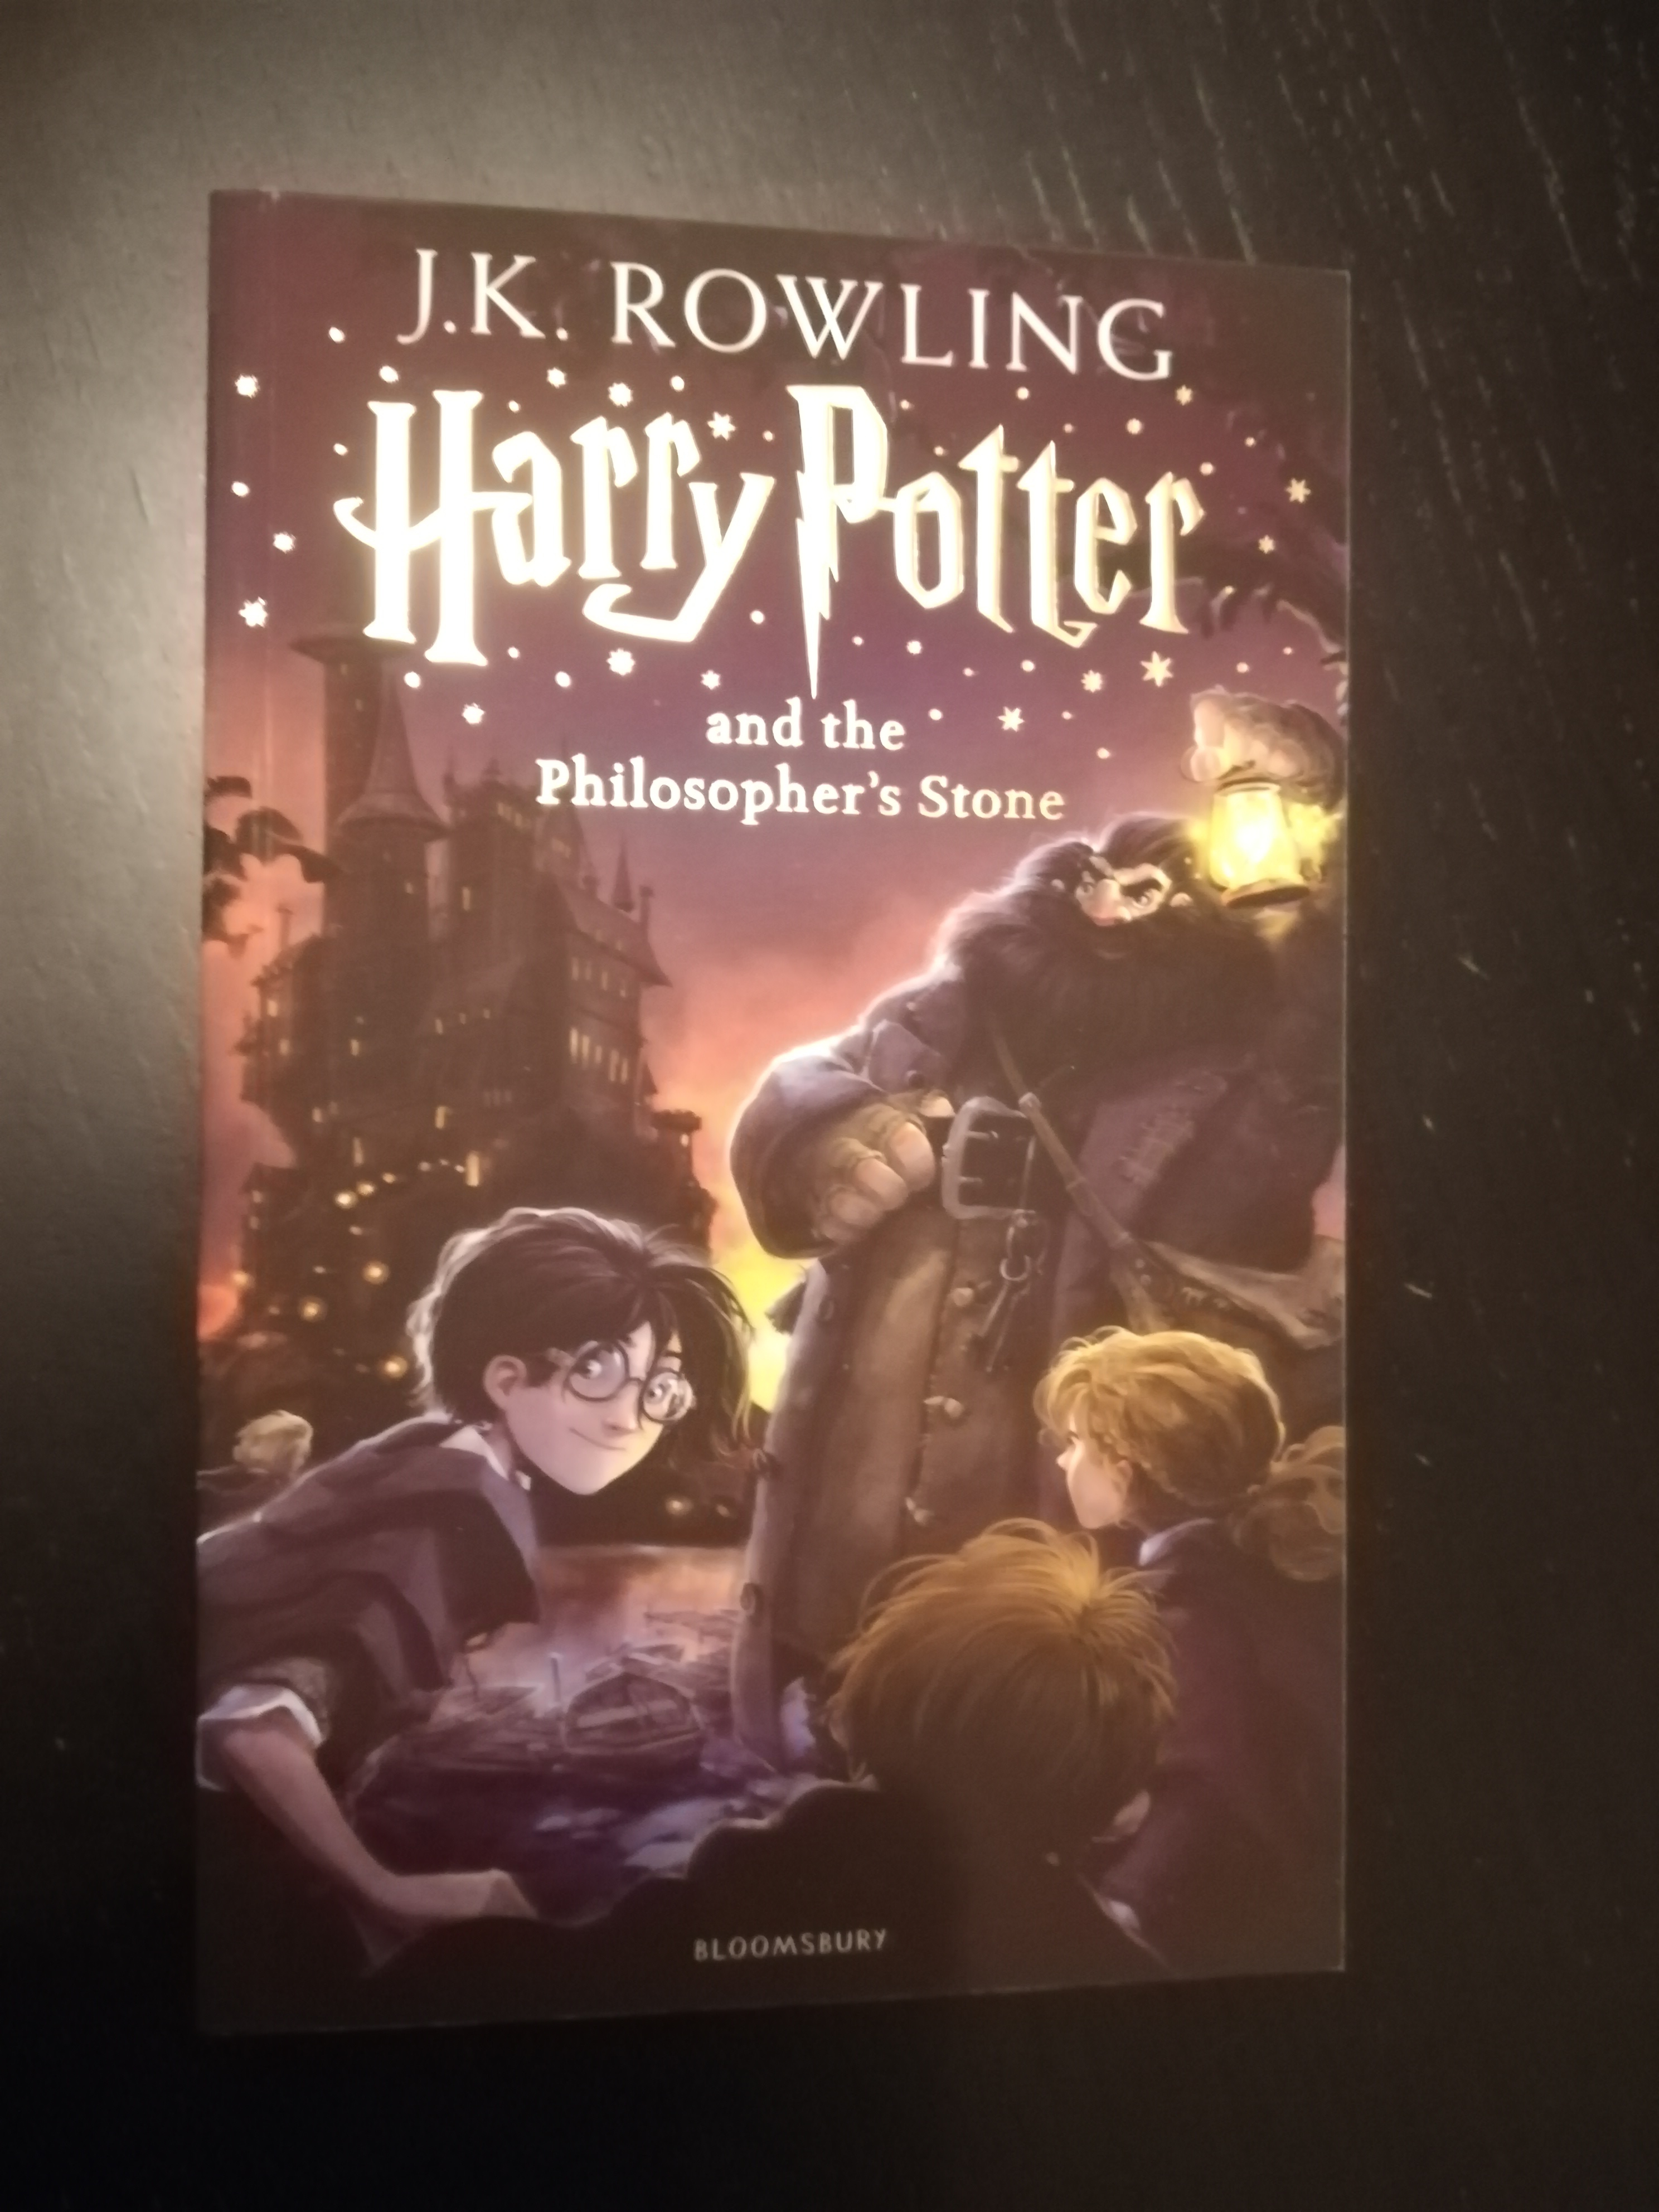 J.K. ROWLING
Harry Potter
and the
Philosopher's Stone
BLOOMSBURY